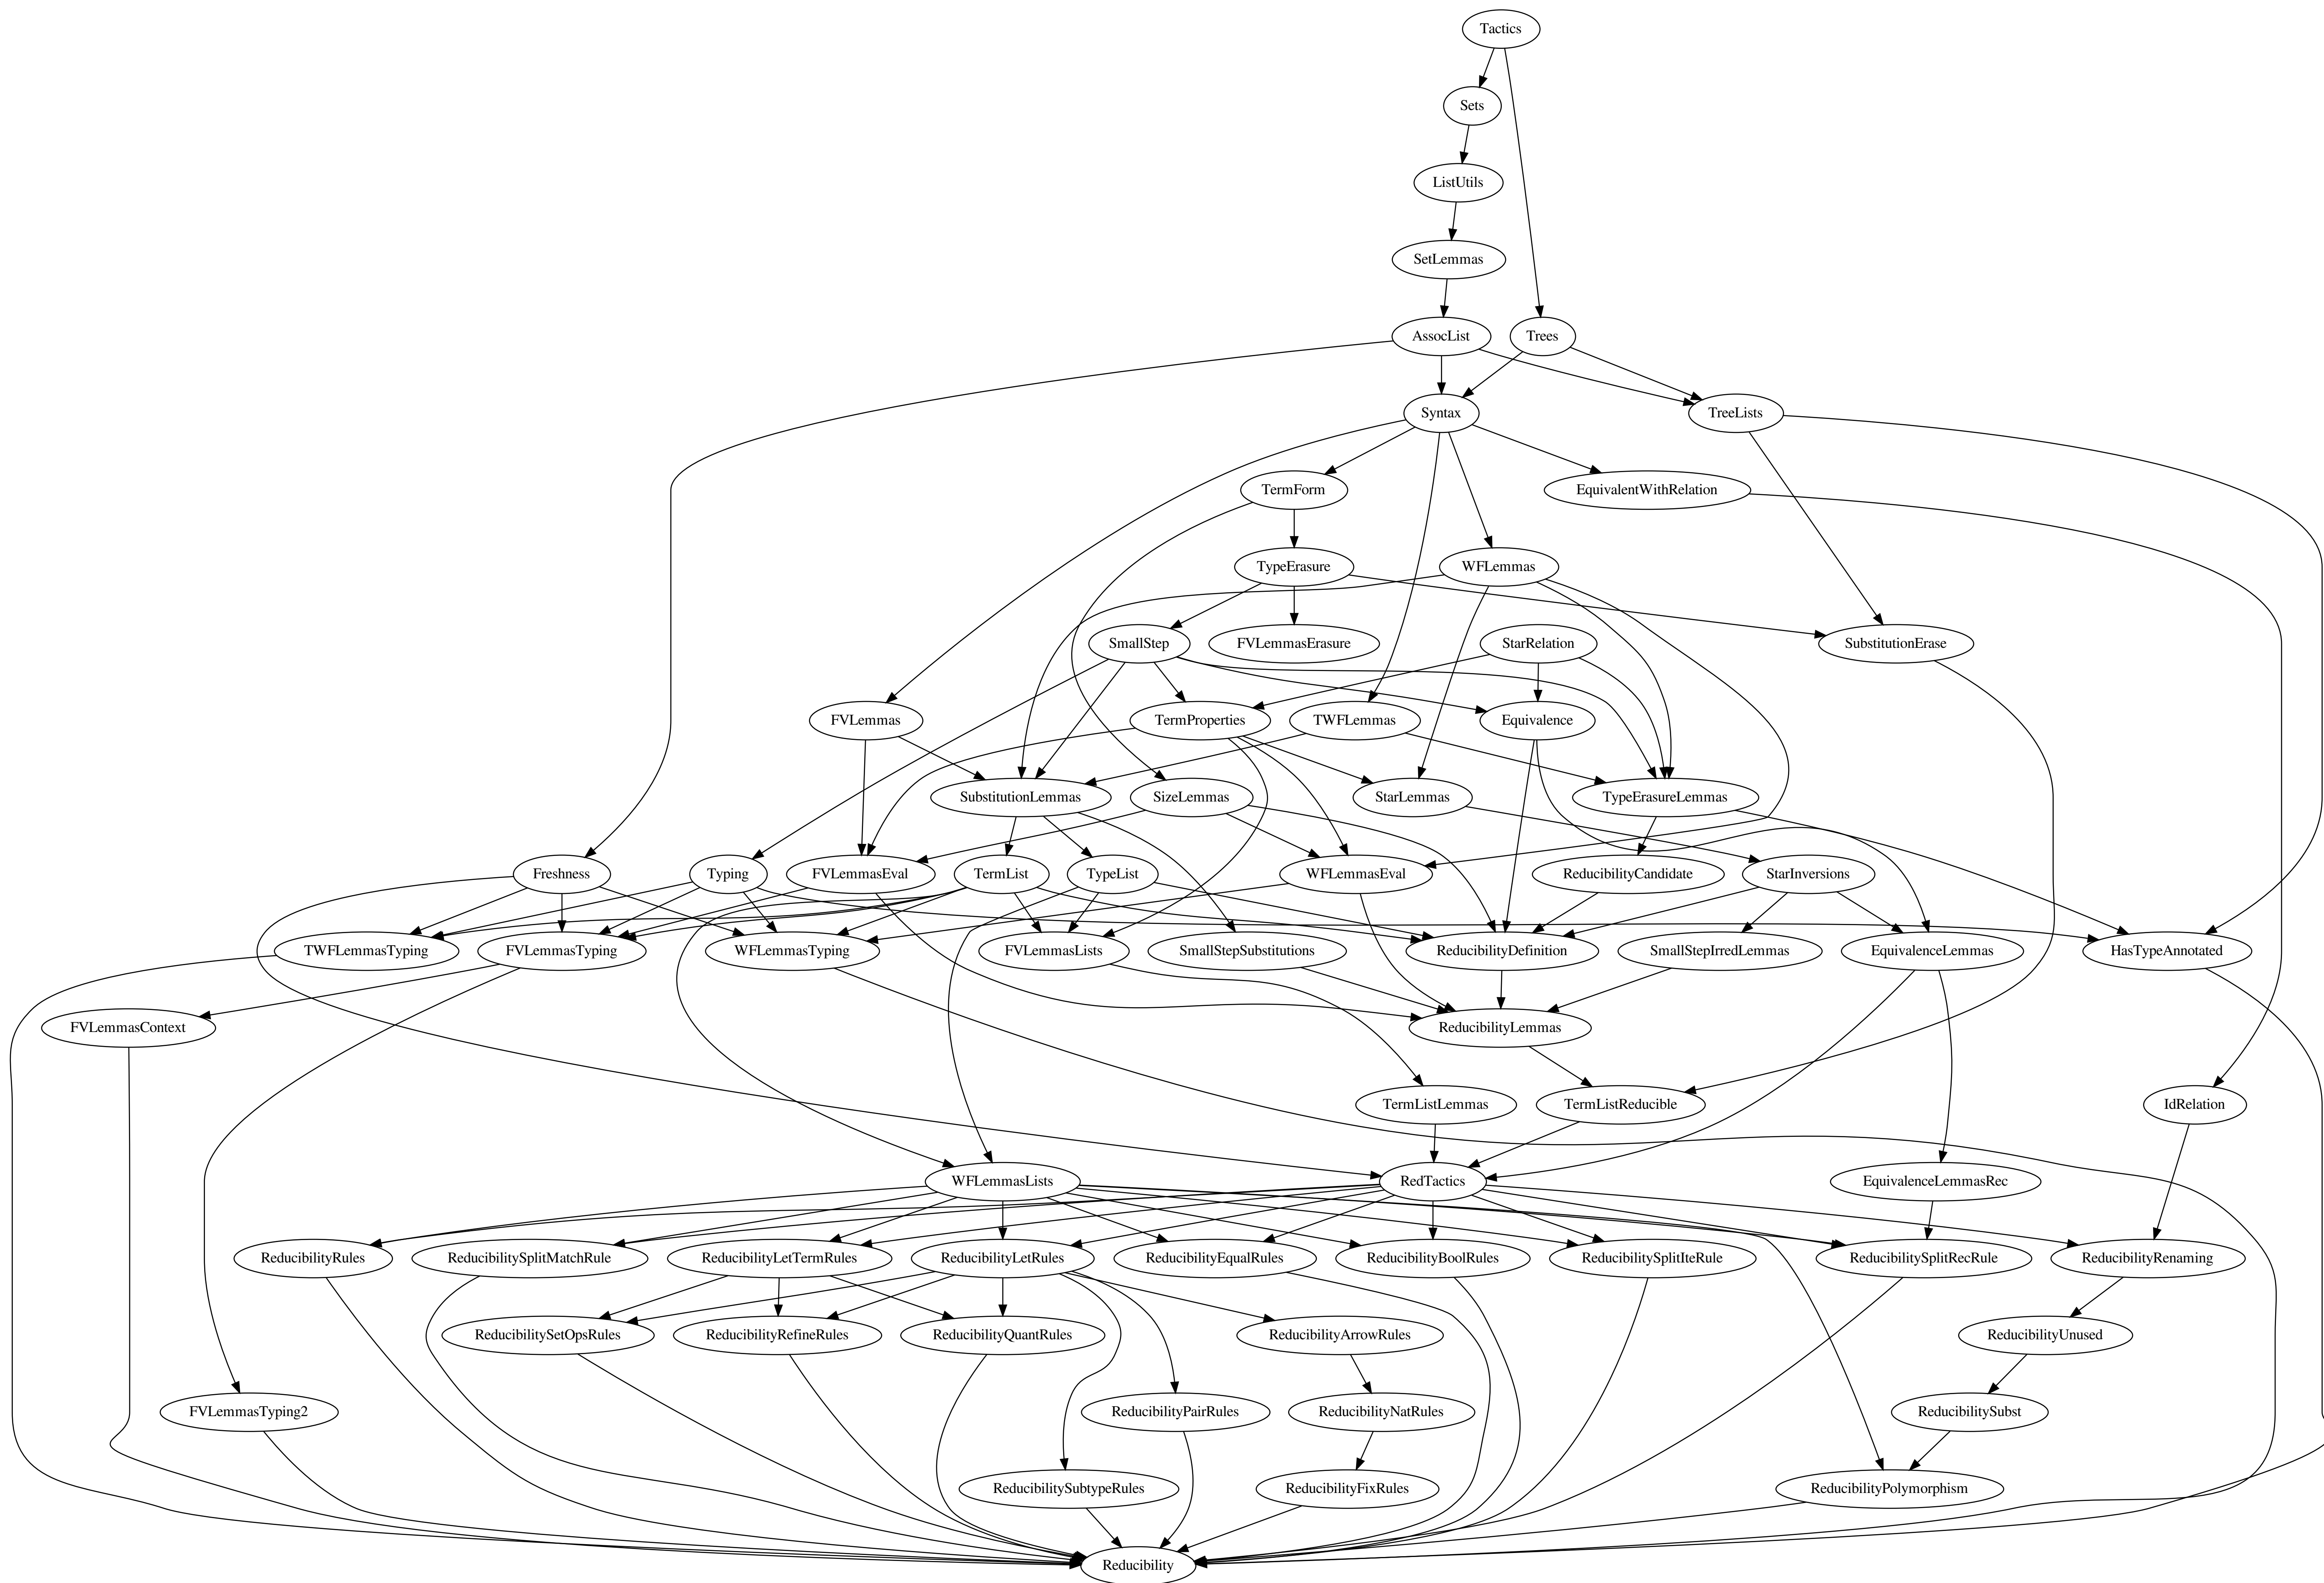 Tactics
Sets
ListUtils
SetLemmas
AssocList
Trees
Syntax
TreeLists
TermForm
EquivalentWithRelation
TypeErasure
WFLemmas
SmallStep
FVLemmasErasure
StarRelation
SubstitutionErase
FVLemmas
TermProperties
TWFLemmas
Equivalence
SubstitutionLemmas
SizeLemmas
StarLemmas
TypeErasureLemmas
Freshness
Typing
FVLemmasEval
TermList
TypeList
WFLemmasEval
ReducibilityCandidate
StarInversions
TWFLemmasTyping
FVLemmasTyping
WFLemmasTyping
FVLemmasLists
SmallStepSubstitutions
ReducibilityDefinition
SmallStepIrredLemmas
EquivalenceLemmas
HasTypeAnnotated
FVLemmasContext
ReducibilityLemmas
TermListLemmas
TermListReducible
IdRelation
WFLemmasLists
RedTactics
EquivalenceLemmasRec
ReducibilityRules
ReducibilitySplitMatchRule
ReducibilityLetTermRules
ReducibilityLetRules
ReducibilityEqualRules
ReducibilityBoolRules
ReducibilitySplitIteRule
ReducibilitySplitRecRule
ReducibilityRenaming
ReducibilitySetOpsRules
ReducibilityRefineRules
ReducibilityQuantRules
ReducibilityArrowRules
ReducibilityUnused
FVLemmasTyping2
ReducibilityPairRules
ReducibilityNatRules
ReducibilitySubst
ReducibilitySubtypeRules
ReducibilityFixRules
ReducibilityPolymorphism
Reducibility